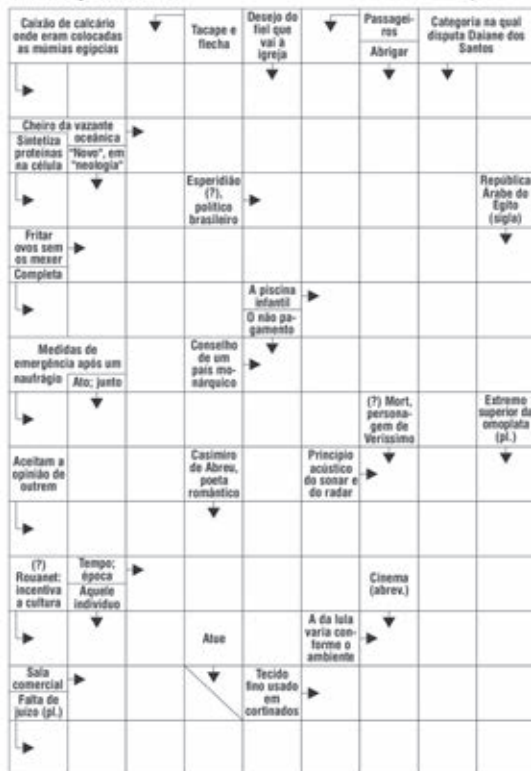 Caixão de calcário
onde eram colocadas
as múmias egípcias
Tacape e
flecha
Desejo do
fiel que
vai à
igreja
Passagei-
ros
Abrigar
Categoria na qual
disputa Daiane dos
Santos
Cheiro da vazante
oceânica
Sintetiza
proteínas
na célula
"Novo", em
"neologia"
Esperidião
(?),
político
brasileiro
República
Árabe do
Egito
(sigla)
Fritar
ovos sem
os mexer
Completa
A piscina
infantil
O não pa-
gamento
Medidas de
emergência após um
naufrágio
Ato; junto
Conselho
de um
país mo-
nárquico
(?) Mort,
persona-
gem de
Veríssimo
Extremo
superior da
omoplata
(pl.)
Aceitam a
opinião de
outrem
Casimiro
de Abreu,
poeta
romântico
Princípio
acústico
do sonar e
do radar
(?)
Rouanet:
incentiva
a cultura
Tempo;
época
Aquele
indivíduo
Cinema
(abrev.)
Atue
A da lula
varia con-
forme o
ambiente
Sala
comercial
Falta de
juízo (pl.)
Tecido
fino usado
em
cortinados